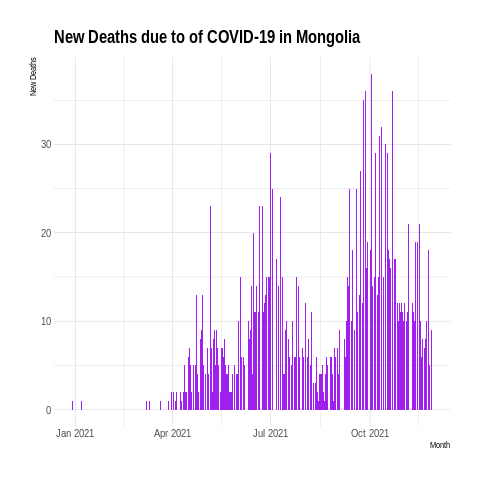 New Deaths due to of COVID-19 in Mongolia
New Deaths
30
20
10
0
Jan 2021 Apr 2021 Jul 2021 Oct 2021
Month